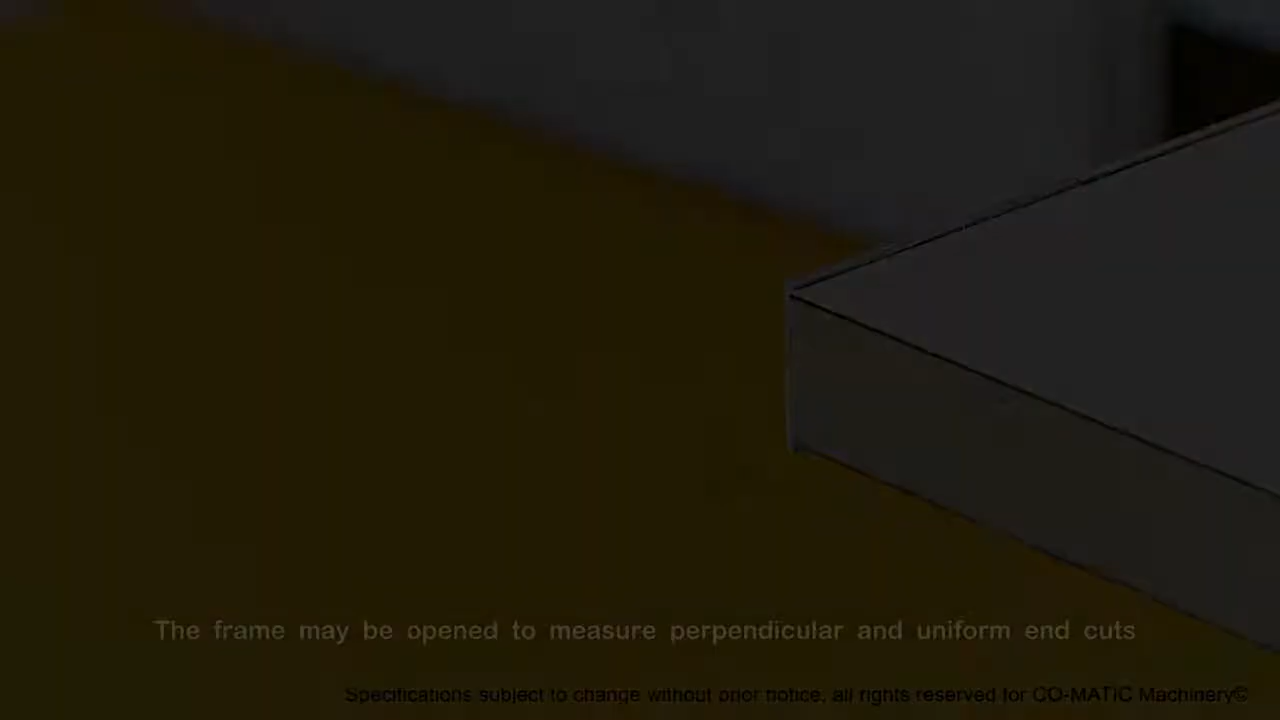 The frame may be opened to measure perpendicular and uniform end cuts
Specifications subject to change without prior notice, all rights reserved for CO-MATIC Machinery©